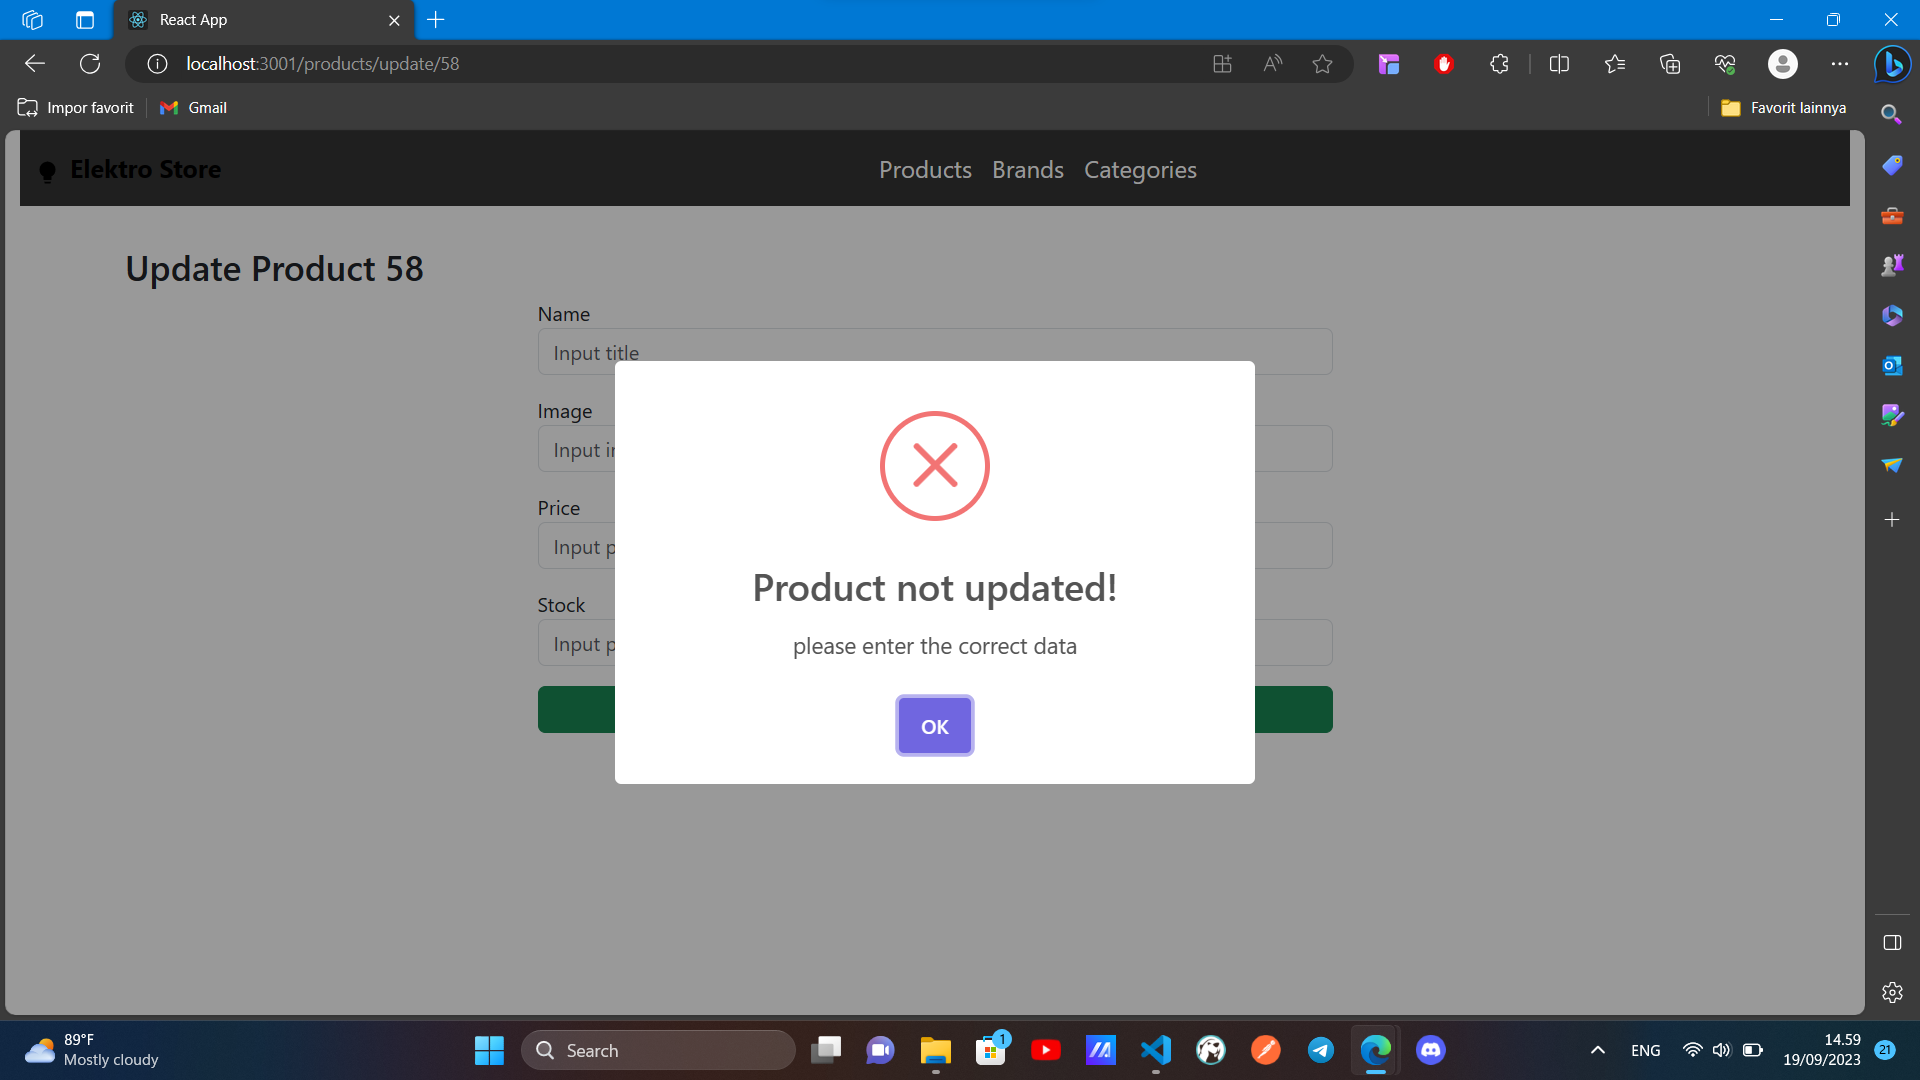 React App
localhost:3001/products/update/58
Impor favorit
Gmail
Favorit lainnya
Elektro Store
Products
Brands
Categories
Update Product 58
Name
Input title
Image
Input
Price
Input p
Stock
Input p
Product not updated!
please enter the correct data
OK
89°F
Mostly cloudy
Search
1
ENG
14.59
19/09/2023
21